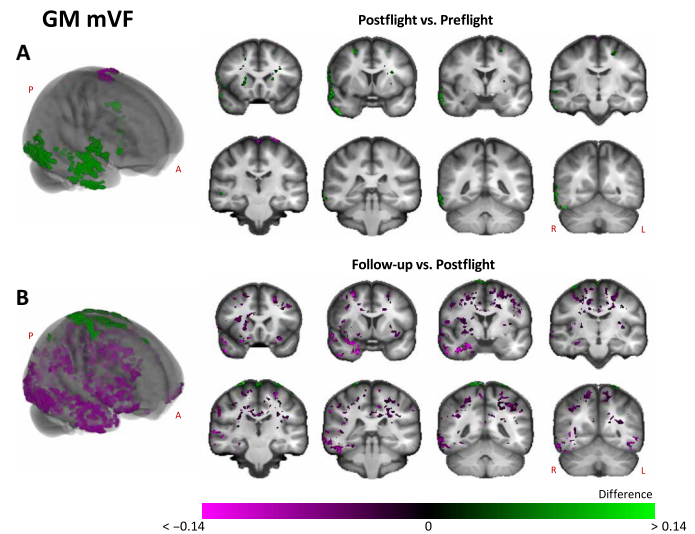 GM mVF
Postflight vs. Preflight
A
P
A
R
L
Follow-up vs. Postflight
B
P
A
R
L
Difference
< −0.14
0
> 0.14